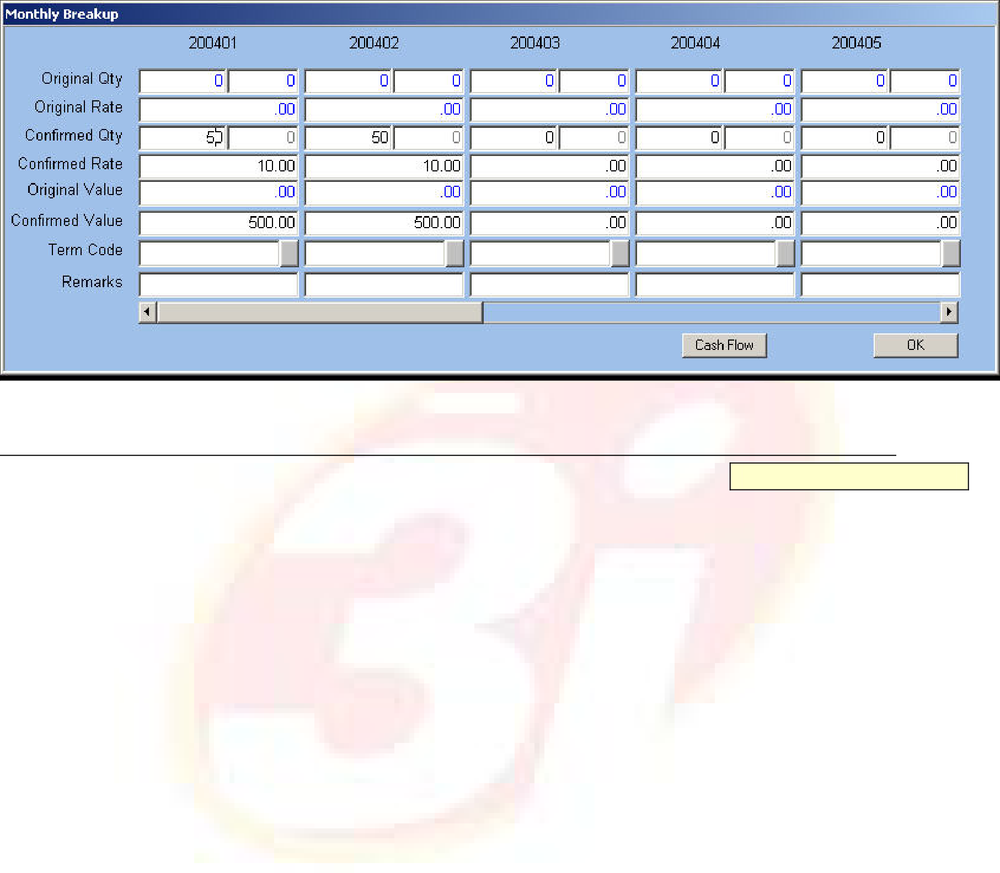 Monthly Breakup
200401 200402 200403 200404 200405
Original Qty 0 0 0 0 0 0 0 0 0 0
Original Rate .00 .00 .00 .00 .00
Confirmed Qty 50 0 50 0 0 0 0 0 0 0
Confirmed Rate 10.00 10.00 .00 .00 .00
Original Value .00 .00 .00 .00 .00
Confirmed Value 500.00 500.00 .00 .00 .00
Term Code
Remarks
Cash Flow OK
3i